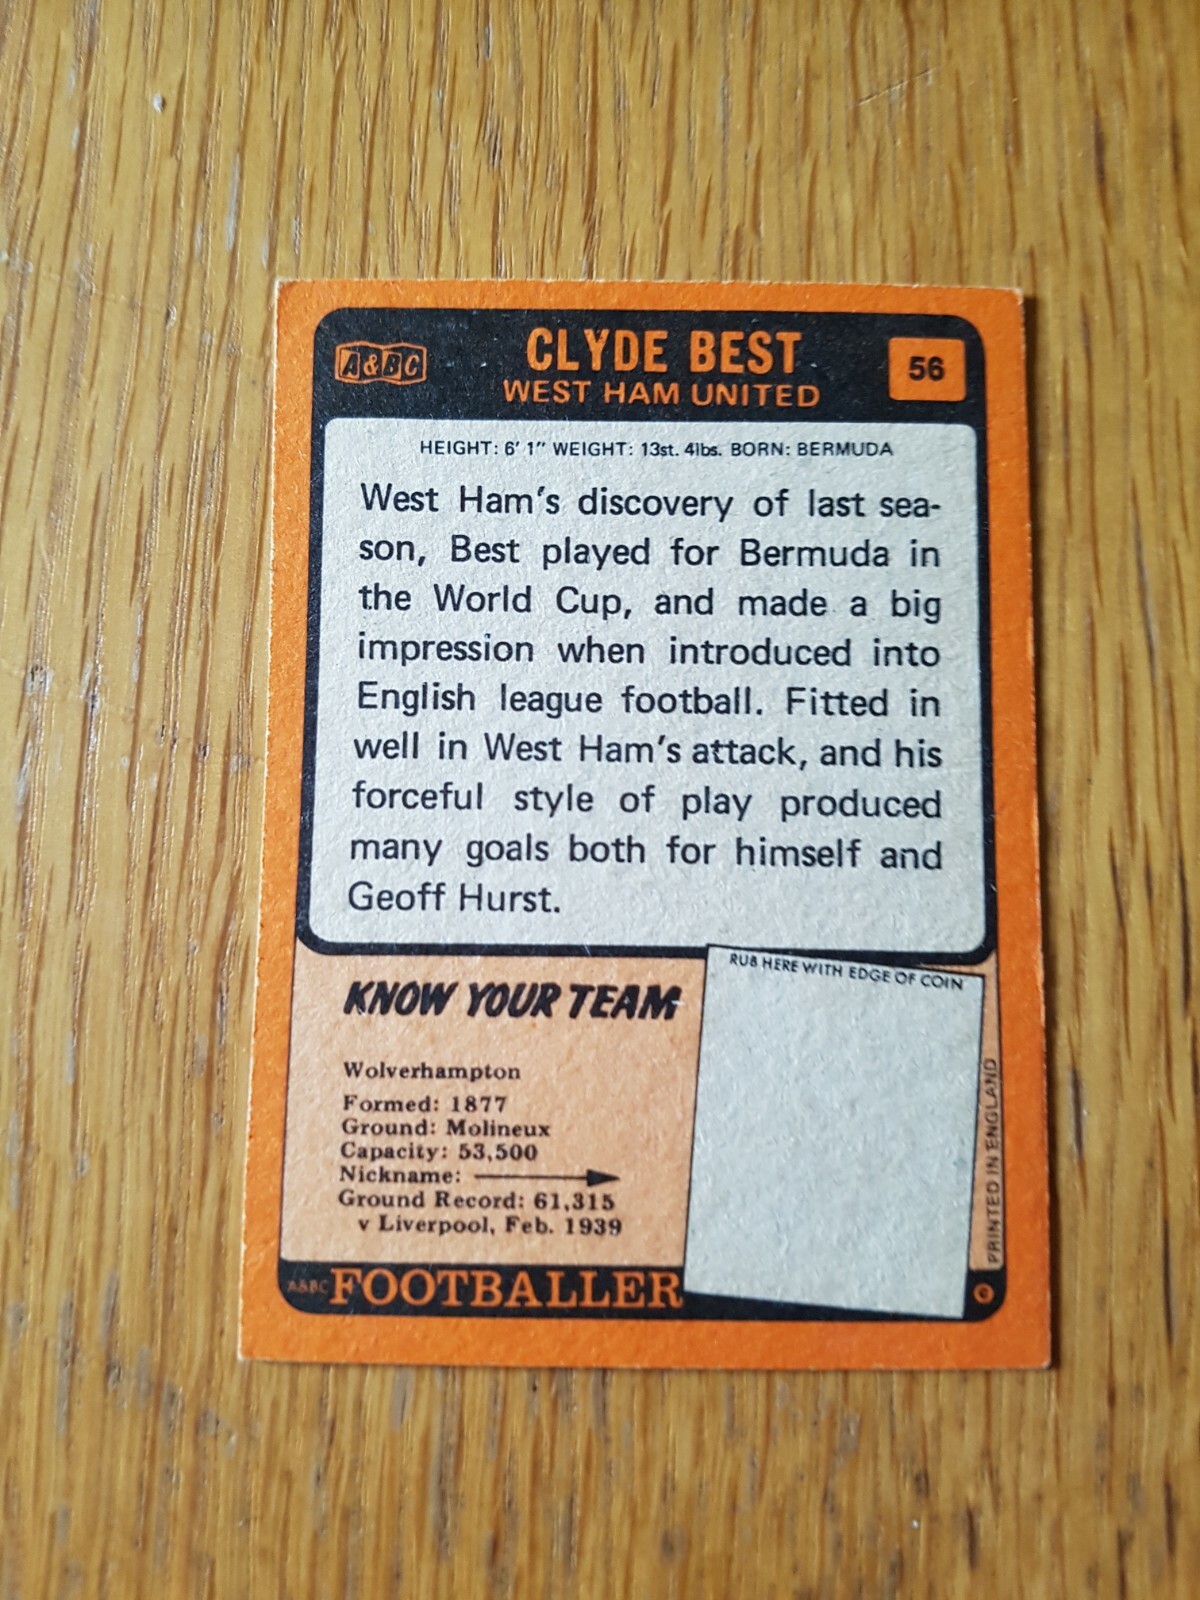 A&BC
CLYDE BEST
WEST HAM UNITED
56
HEIGHT: 6' 1" WEIGHT: 13st. 4lbs. BORN: BERMUDA
West Ham's discovery of last sea-
son, Best played for Bermuda in
the World Cup, and made a big
impression when introduced into
English league football. Fitted in
well in West Ham's attack, and his
forceful style of play produced
many goals both for himself and
Geoff Hurst.
KNOW YOUR TEAM
Wolverhampton
Formed: 1877
Ground: Molineux
Capacity: 53,500
Nickname:
Ground Record: 61,315
v Liverpool, Feb. 1939
RUB HERE WITH EDGE OF COIN
PRINTED IN ENGLAND
A&BC FOOTBALLER